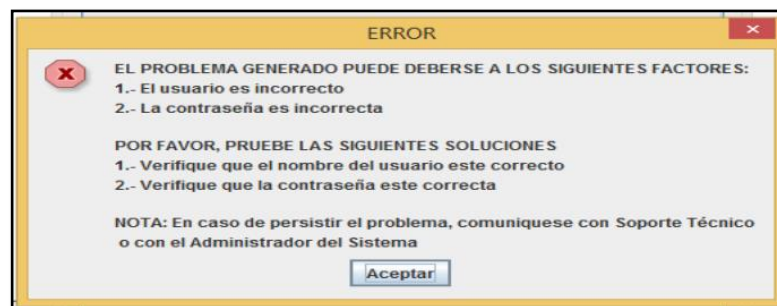 ERROR
EL PROBLEMA GENERADO PUEDE DEBERSE A LOS SIGUIENTES FACTORES:
1.- El usuario es incorrecto
2.- La contraseña es incorrecta
POR FAVOR, PRUEBE LAS SIGUIENTES SOLUCIONES
1.- Verifique que el nombre del usuario este correcto
2.- Verifique que la contraseña este correcta
NOTA: En caso de persistir el problema, comuniquese con Soporte Técnico
o con el Administrador del Sistema
Aceptar